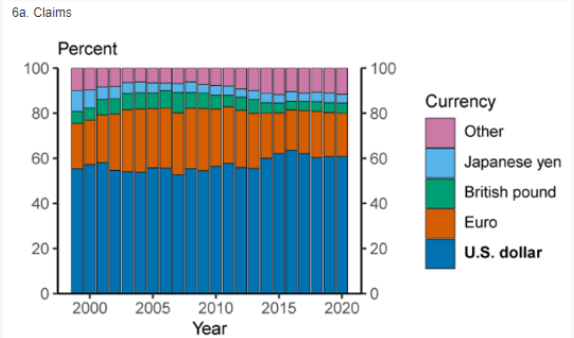 6a. Claims
Percent
100 100
80 80
60 60
40 40
20 20
0 0
2000 2005 2010 2015 2020
Year
Currency
Other
Japanese yen
British pound
Euro
U.S. dollar